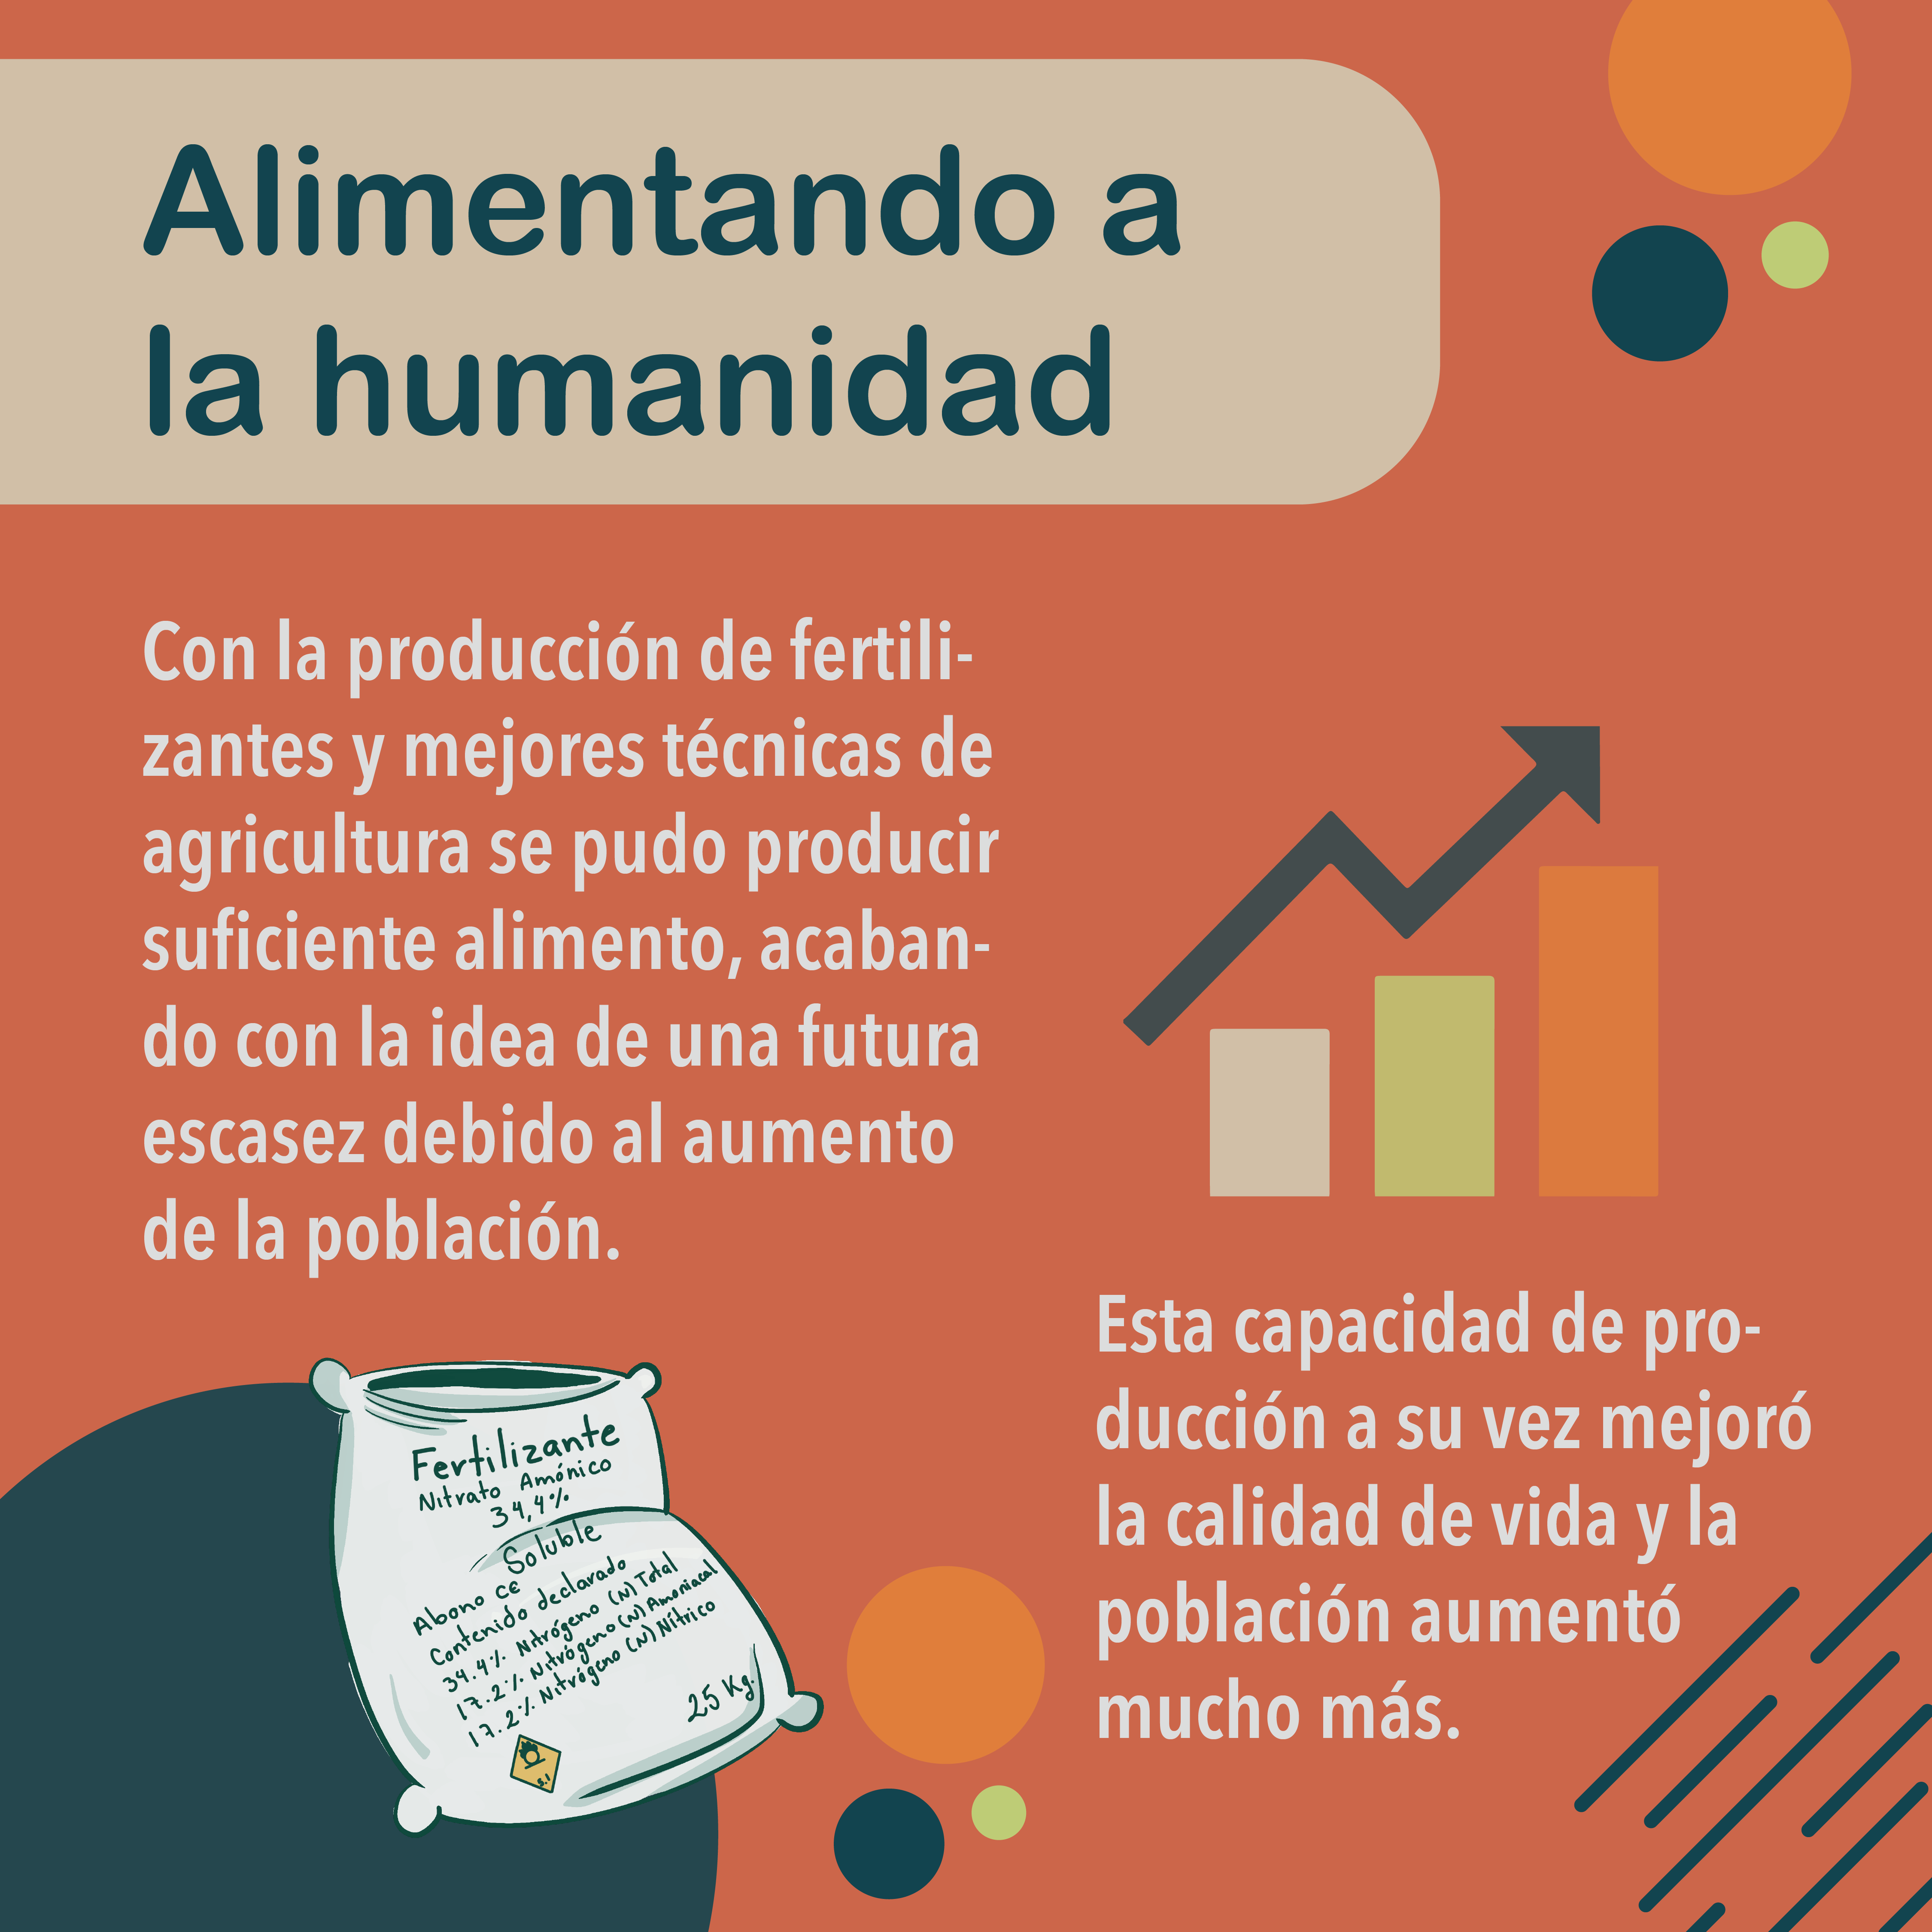 Alimentando a
la humanidad
Con la producción de fertili-
zantes y mejores técnicas de
agricultura se pudo producir
suficiente alimento, acaban-
do con la idea de una futura
escasez debido al aumento
de la población.
Esta capacidad de pro-
ducción a su vez mejoró
la calidad de vida y la
población aumentó
mucho más.
Fertilizante
Nitrato Amónico
34,4%
Soluble
Abono CE
Contenido declarado
34.4% Nitrógeno (N) Total
17.2% Nitrógeno (N) Amoniacal
17.2% Nitrógeno (N) Nítrico
25 Kg.
5.1